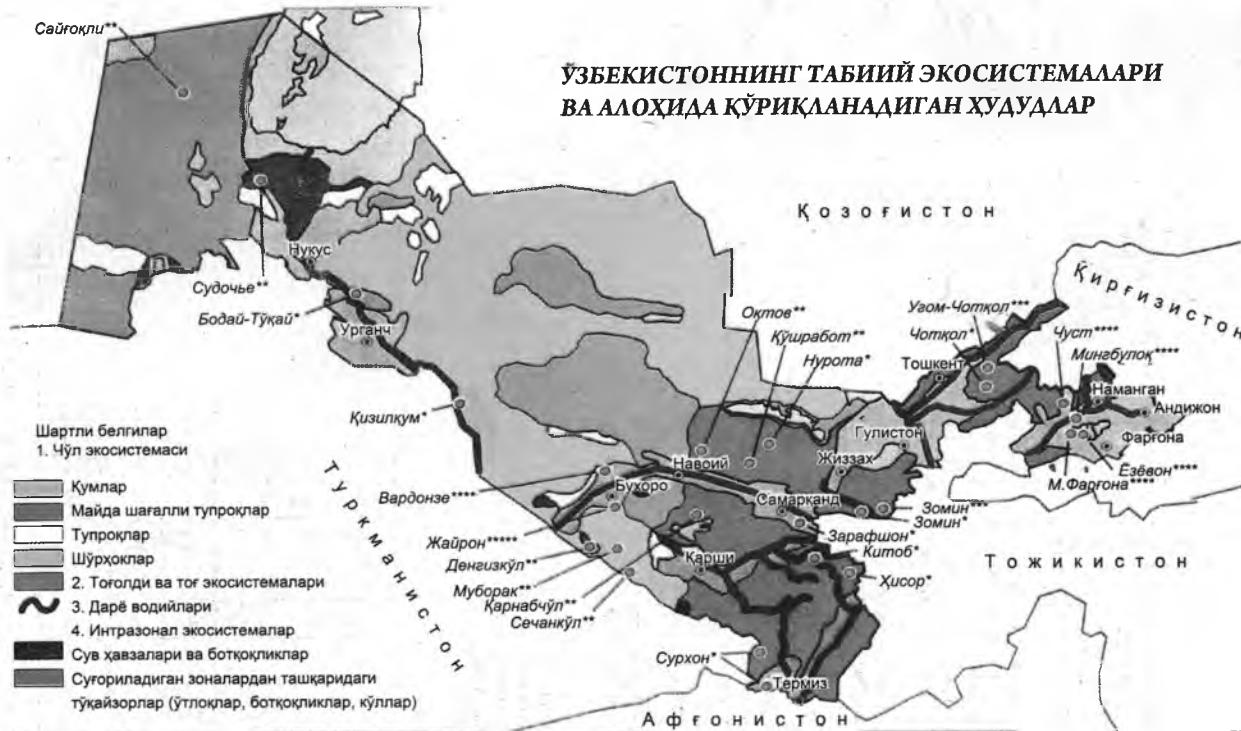 ЎЗБЕКИСТОННИНГ ТАБИИЙ ЭКОСИСТЕМАЛАРИ
ВА АЛОҲИДА ҚЎРИҚЛАНАДИГАН ҲУДУДЛАР
Сайғоқли**
Қозоғистон
Қирғизистон
Нукус
Судочье**
Бодай-Тўқай*
Урганч
Қизилқум*
Оқтов**
Қўшработ**
Нурота*
Угом-Чотқол***
Чотқол*
Тошкент
Чуст****
Мингбулоқ****
Наманган
Андижон
Фарғона
Ёзёвон****
М.Фарғона****
Гулистон
Жиззах
Навоий
Бухоро
Самарқанд
Зомин***
Зомин*
Зарафшон*
Китоб*
Ҳисор*
Вардонзе****
Жайрон*****
Денгизкўл**
Муборак**
Қарнабчўл**
Сечанкўл**
Қарши
Сурхон*
Термиз
Туркманистон
Тожикистон
Афғонистон
Шартли белгилар
1. Чўл экосистемаси
Қумлар
Майда шағалли тупроқлар
Тупроқлар
Шўрҳоклар
2. Тоғолди ва тоғ экосистемалари
3. Дарё водийлари
4. Интразонал экосистемалар
Сув ҳавзалари ва ботқоқликлар
Суғориладиган зоналардан ташқаридаги
тўқайзорлар (ўтлоқлар, ботқоқликлар, кўллар)